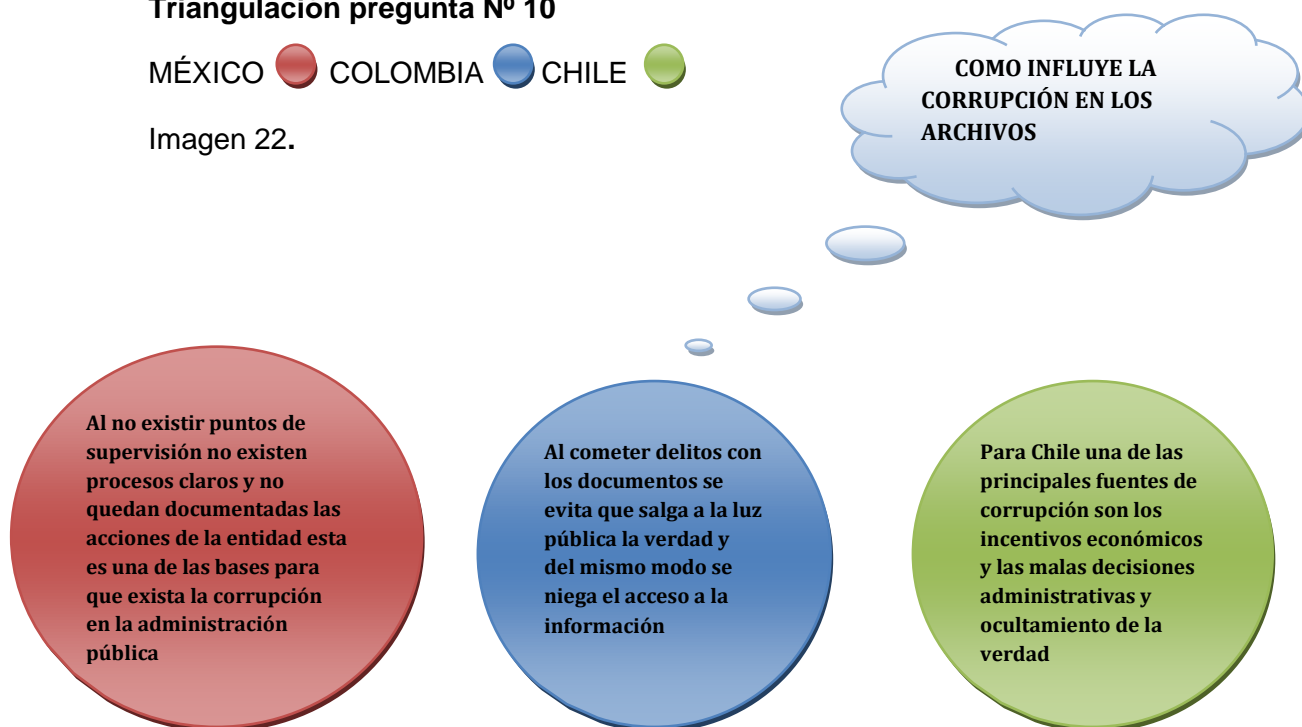 Triangulación pregunta Nº 10
MÉXICO COLOMBIA CHILE
Imagen 22.
COMO INFLUYE LA
CORRUPCIÓN EN LOS
ARCHIVOS
Al no existir puntos de
supervisión no existen
procesos claros y no
quedan documentadas las
acciones de la entidad esta
es una de las bases para
que exista la corrupción
en la administración
pública
Al cometer delitos con
los documentos se
evita que salga a la luz
pública la verdad y
del mismo modo se
niega el acceso a la
información
Para Chile una de las
principales fuentes de
corrupción son los
incentivos económicos
y las malas decisiones
administrativas y
ocultamiento de la
verdad